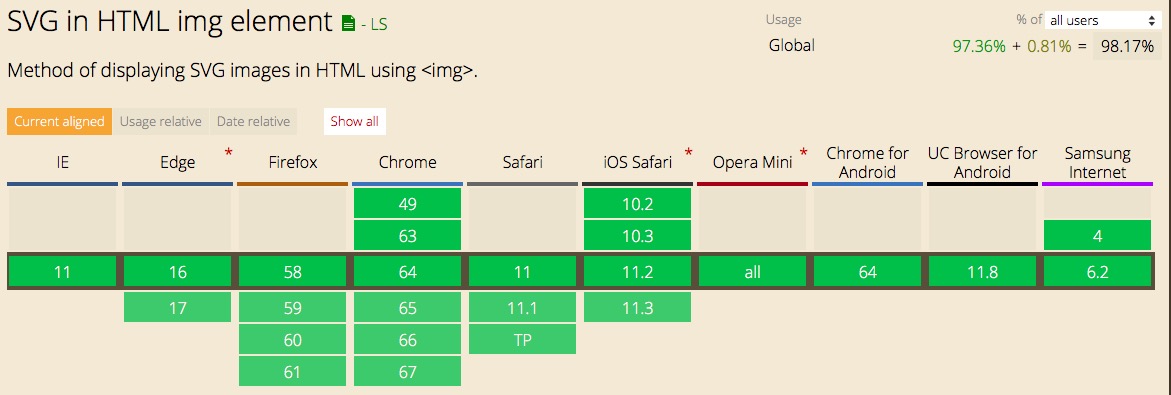 SVG in HTML img element - LS
Usage % of all users
Global 97.36% + 0.81% = 98.17%
Method of displaying SVG images in HTML using <img>.
Current aligned Usage relative Date relative Show all
IE Edge * Firefox Chrome Safari iOS Safari * Opera Mini * Chrome for Android UC Browser for Android Samsung Internet
49 10.2
63 10.3 4
11 16 58 64 11 11.2 all 64 11.8 6.2
17 59 65 11.1 11.3
60 66 TP
61 67